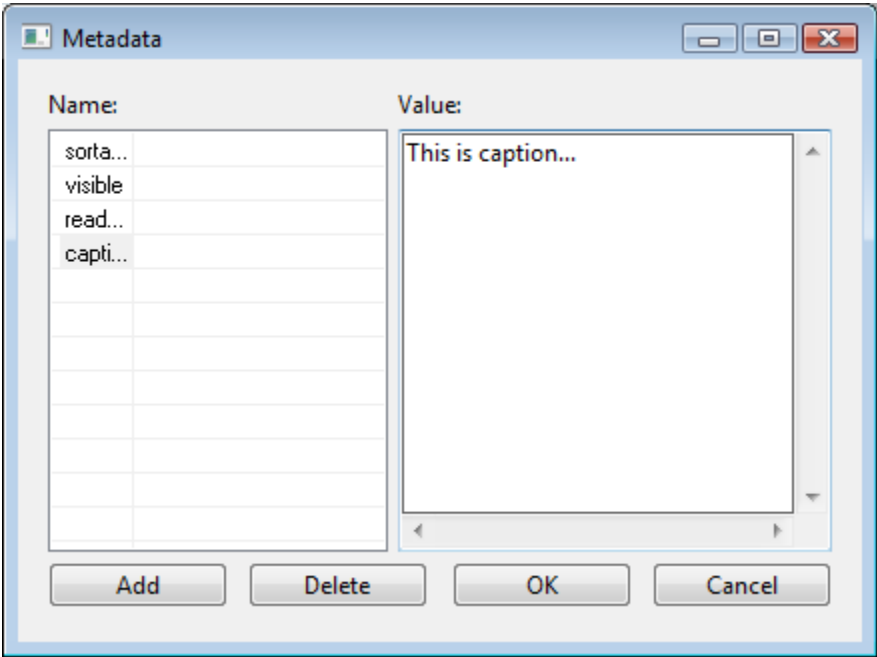 Metadata
Name:
Value:
sorta...
visible
read...
capti...
This is caption...
Add
Delete
OK
Cancel